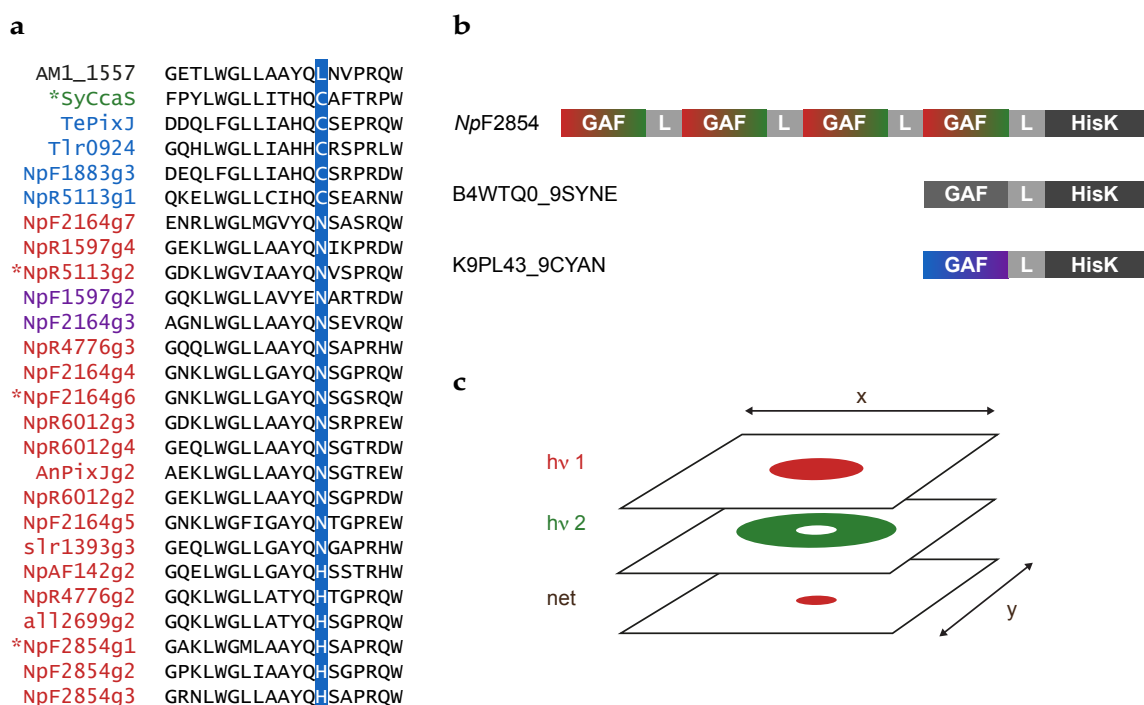 a
AM1_1557 GETLWGLLAAYQLNVPRQW
*SyCcaS FPYLWGLLITHQCAFTRPW
TePixJ DDQLFGLLIAHQCSEPRQW
Tlr0924 GQHLWGLLIAHHCRSPRLW
NpF1883g3 DEQLFGLLIAHQCSRPRDW
NpR5113g1 QKELWGLLCIHQCSEARNW
NpF2164g7 ENRLWGLMGVYQNSASRQW
NpR1597g4 GEKLWGLLAAYQNIKPRDW
*NpR5113g2 GDKLWGVIAAYQNVSPRQW
NpF1597g2 GQKLWGLLAVYENARTRDW
NpF2164g3 AGNLWGLLAAYQNSEVRQW
NpR4776g3 GQQLWGLLAAYQNSAPRHW
NpF2164g4 GNKLWGLLGAYQNSGPRQW
*NpF2164g6 GNKLWGLLGAYQNSGSRQW
NpR6012g3 GDKLWGLLAAYQNSRPREW
NpR6012g4 GEQLWGLLAAYQNSGTRDW
AnPixJg2 AEKLWGLLAAYQNSGTREW
NpR6012g2 GEKLWGLLAAYQNSGPRDW
NpF2164g5 GNKLWGFIGAYQNTGPREW
slr1393g3 GEQLWGLLGAYQNGAPRHW
NpAF142g2 GQELWGLLGAYQHSSTRHW
NpR4776g2 GQKLWGLLATYQHTGPRQW
all2699g2 GQKLWGLLATYQHSGPRQW
*NpF2854g1 GAKLWGMLAAYQHSAPRQW
NpF2854g2 GPKLWGLIAAYQHSGPRQW
NpF2854g3 GRNLWGLLAAYQHSAPRQW
b
NpF2854 GAF L GAF L GAF L GAF L HisK
B4WTQ0_9SYNE GAF L HisK
K9PL43_9CYAN GAF L HisK
c
x
hν 1
hν 2
net
y